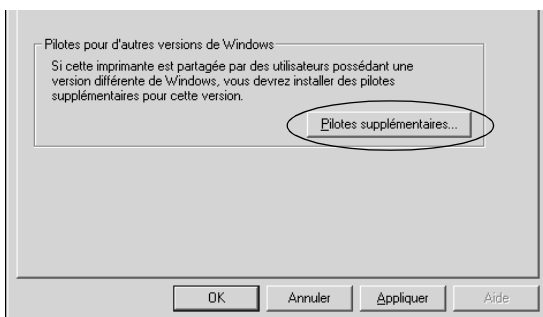 Pilotes pour d'autres versions de Windows
Si cette imprimante est partagée par des utilisateurs possédant une
version différente de Windows, vous devrez installer des pilotes
supplémentaires pour cette version.
Pilotes supplémentaires...
OK Annuler Appliquer Aide